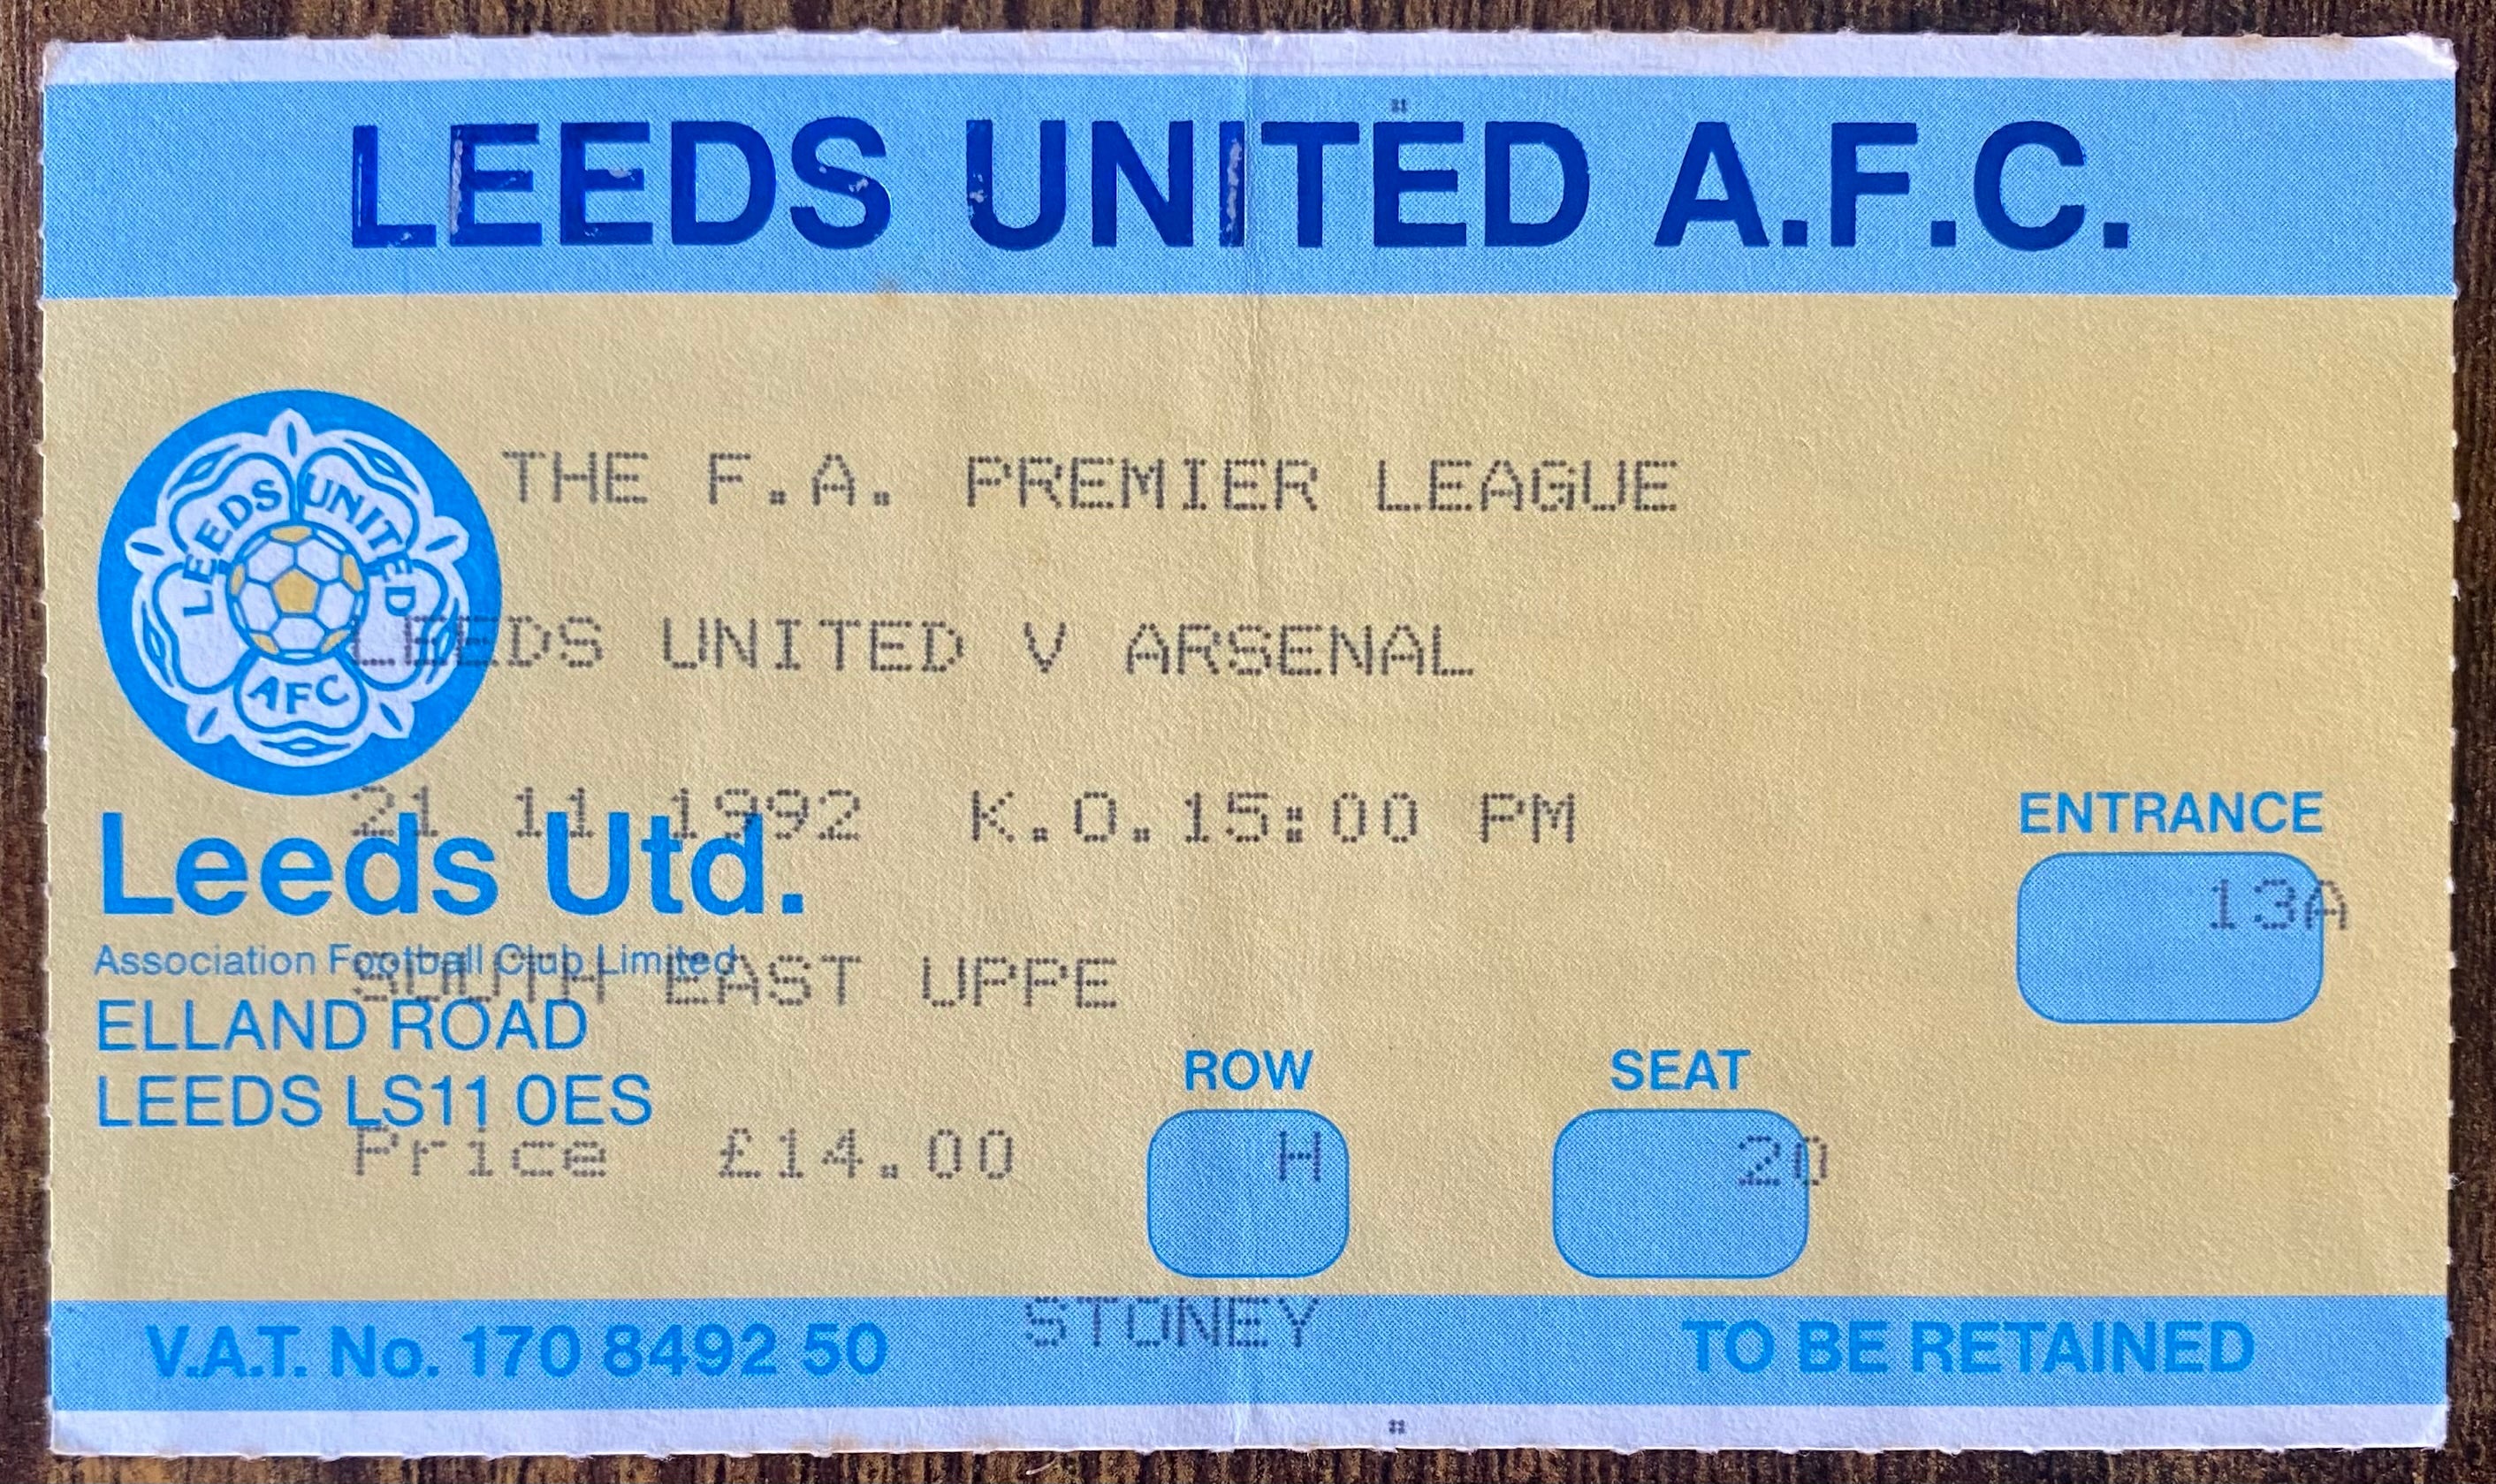 LEEDS UNITED A.F.C.
LEEDS UNITED
AFC
THE F.A. PREMIER LEAGUE
LEEDS UNITED V ARSENAL
21 11 1992 K.O.15:00 PM
Leeds Utd.
Association Football Club Limited
SOUTH EAST UPPE
ELLAND ROAD
LEEDS LS11 0ES
Price £14.00
ENTRANCE
13A
ROW
H
SEAT
20
STONEY
V.A.T. No. 170 8492 50
TO BE RETAINED